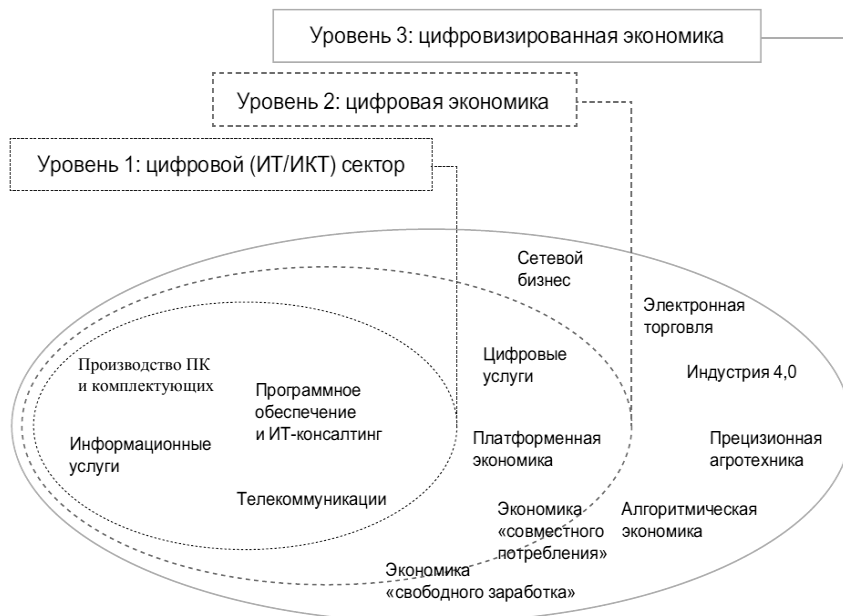 Уровень 3: цифровизированная экономика
Уровень 2: цифровая экономика
Уровень 1: цифровой (ИТ/ИКТ) сектор
Сетевой
бизнес
Электронная
торговля
Производство ПК
и комплектующих
Цифровые
услуги
Индустрия 4,0
Программное
обеспечение
и ИТ-консалтинг
Информационные
услуги
Платформенная
экономика
Прецизионная
агротехника
Телекоммуникации
Экономика
«совместного
потребления»
Алгоритмическая
экономика
Экономика
«свободного заработка»